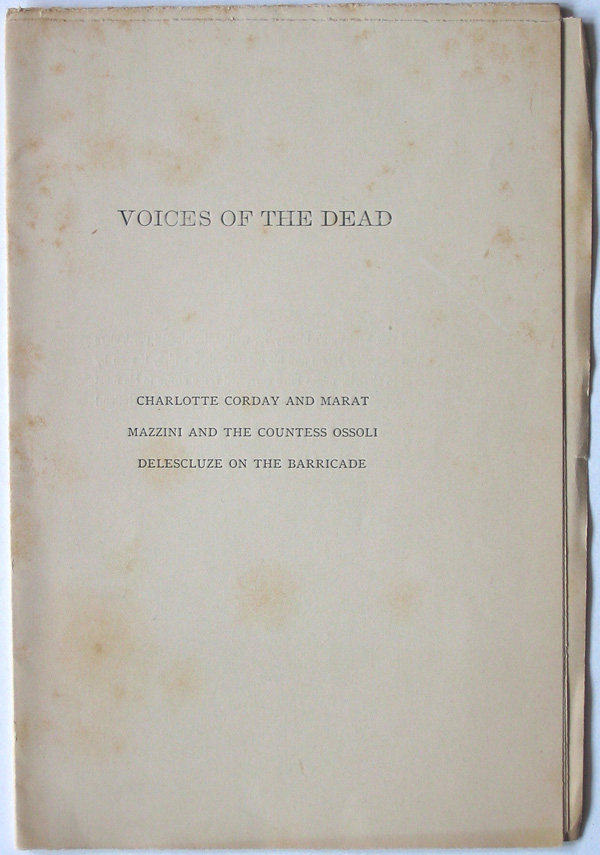 VOICES OF THE DEAD
CHARLOTTE CORDAY AND MARAT
MAZZINI AND THE COUNTESS OSSOLI
DELESCLUZE ON THE BARRICADE